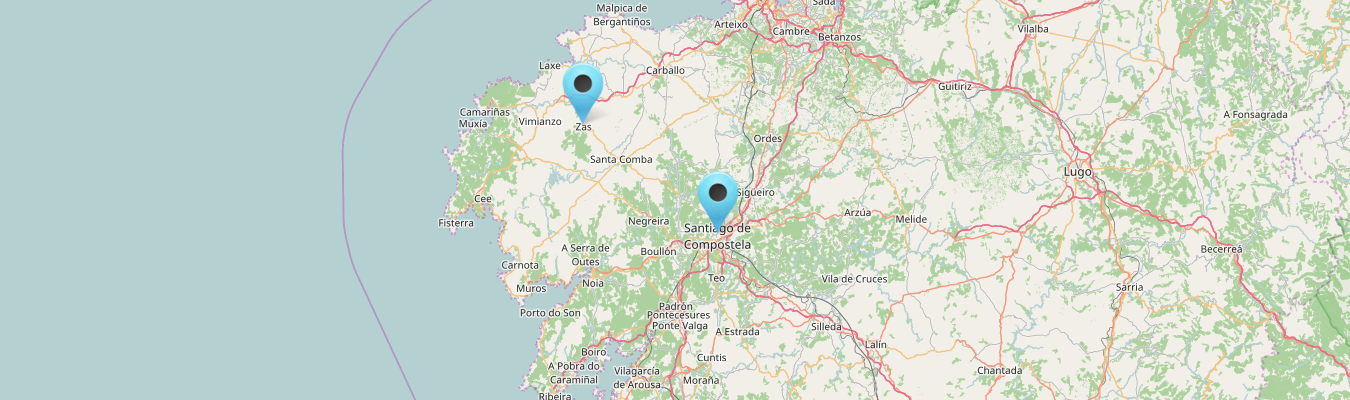 Malpica de
Bergantiños
Sada
Arteixo
Cambre
Betanzos
Vilalba
Laxe
Carballo
Guitiriz
Camariñas
Muxía
Vimianzo
Zas
A Fonsagrada
Ordes
Santa Comba
Lugo
Cee
Sigüeiro
Fisterra
Negreira
Arzúa
Melide
Santiago de
Compostela
A Serra de
Outes
Boullón
Becerreá
Carnota
Noia
Teo
Vila de Cruces
Muros
Sarria
Porto do Son
Padrón
Pontecesures
Ponte Valga
A Estrada
Silleda
Lalín
Boiro
Cuntis
A Pobra do
Caramiñal
Vilagarcía
de Arousa
Moraña
Chantada
Ribeira